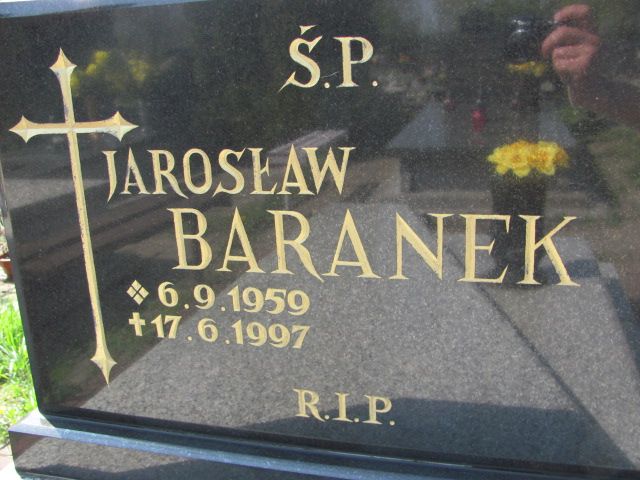 Ś.P.
JAROSŁAW
BARANEK
❖ 6.9.1959
✝ 17.6.1997
R.I.P.